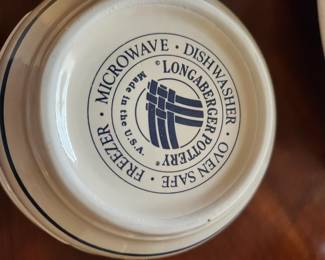 MICROWAVE • DISHWASHER • OVEN SAFE • FREEZER •
© LONGABERGER POTTERY ®
Made in the U.S.A.